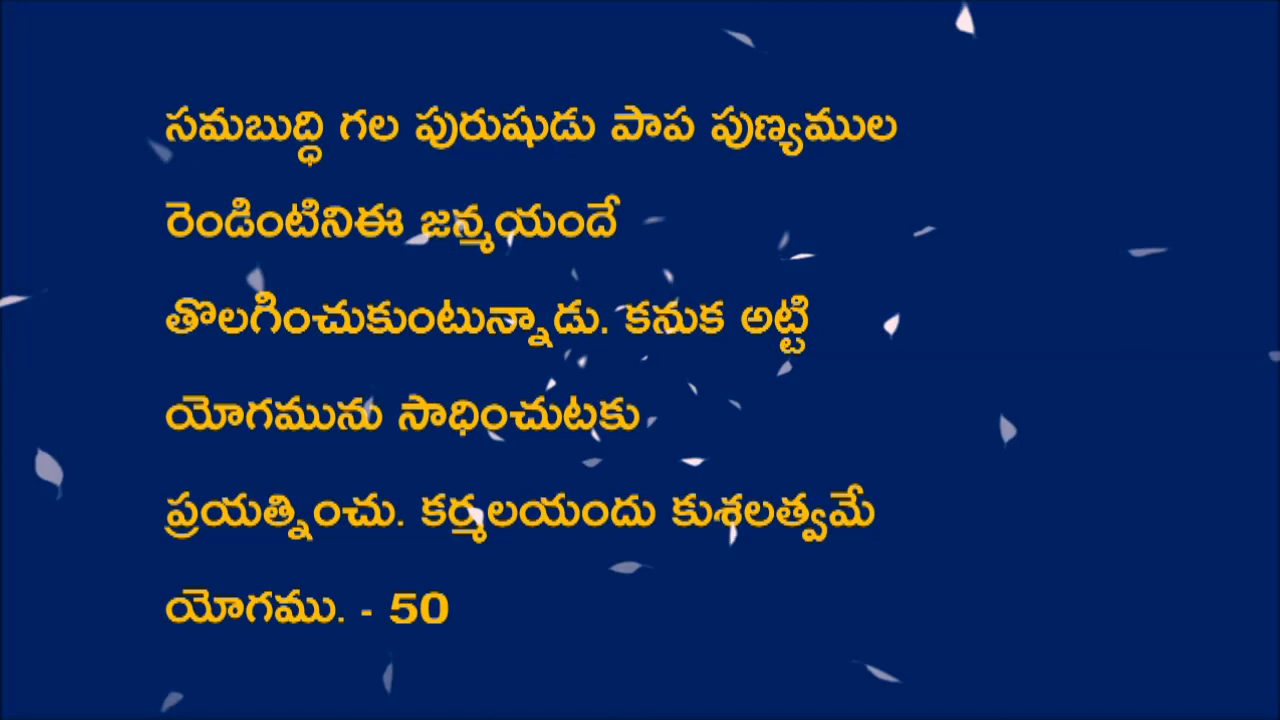 సమబుద్ధి గల పురుషుడు పాప పుణ్యముల
రెండింటినిఈ జన్మయందే
తొలగించుకుంటున్నాడు. కనుక అట్టి
యోగమును సాధించుటకు
ప్రయత్నించు. కర్మలయందు కుశలత్వమే
యోగము. - 50